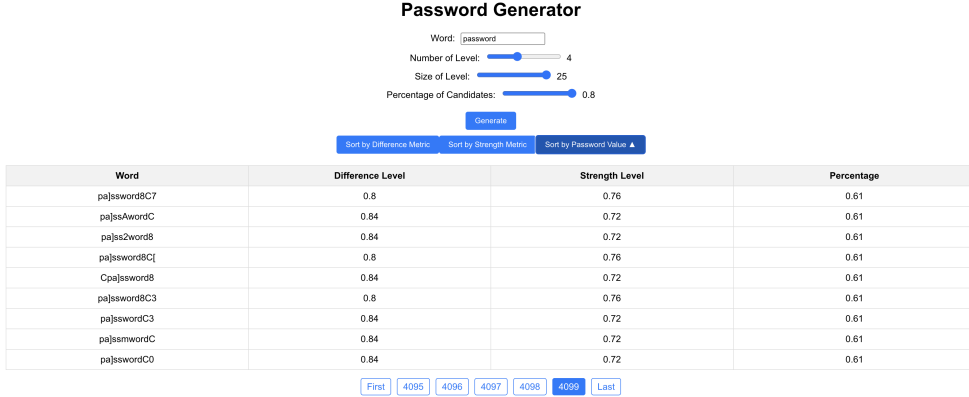 Password Generator
Word: password
Number of Level: 4
Size of Level: 25
Percentage of Candidates: 0.8
Generate
Sort by Difference Metric Sort by Strength Metric Sort by Password Value ▲
Word Difference Level Strength Level Percentage
pa]ssword8C7 0.8 0.76 0.61
pa]ssAwordC 0.84 0.72 0.61
pa]ss2word8 0.84 0.72 0.61
pa]ssword8C[ 0.8 0.76 0.61
Cpa]ssword8 0.84 0.72 0.61
pa]ssword8C3 0.8 0.76 0.61
pa]sswordC3 0.84 0.72 0.61
pa]ssmwordC 0.84 0.72 0.61
pa]sswordC0 0.84 0.72 0.61
First 4095 4096 4097 4098 4099 Last